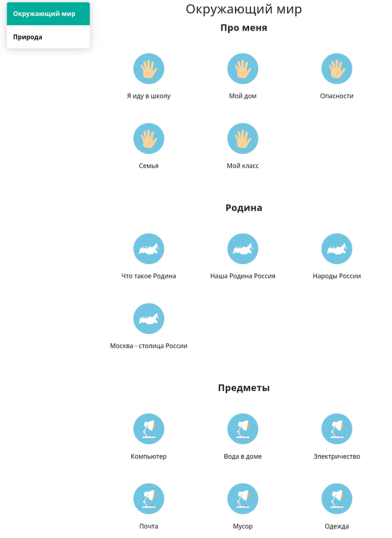 Окружающий мир
Природа
Окружающий мир
Про меня
Я иду в школу
Мой дом
Опасности
Семья
Мой класс
Родина
Что такое Родина
Наша Родина Россия
Народы России
Москва - столица России
Предметы
Компьютер
Вода в доме
Электричество
Почта
Мусор
Одежда